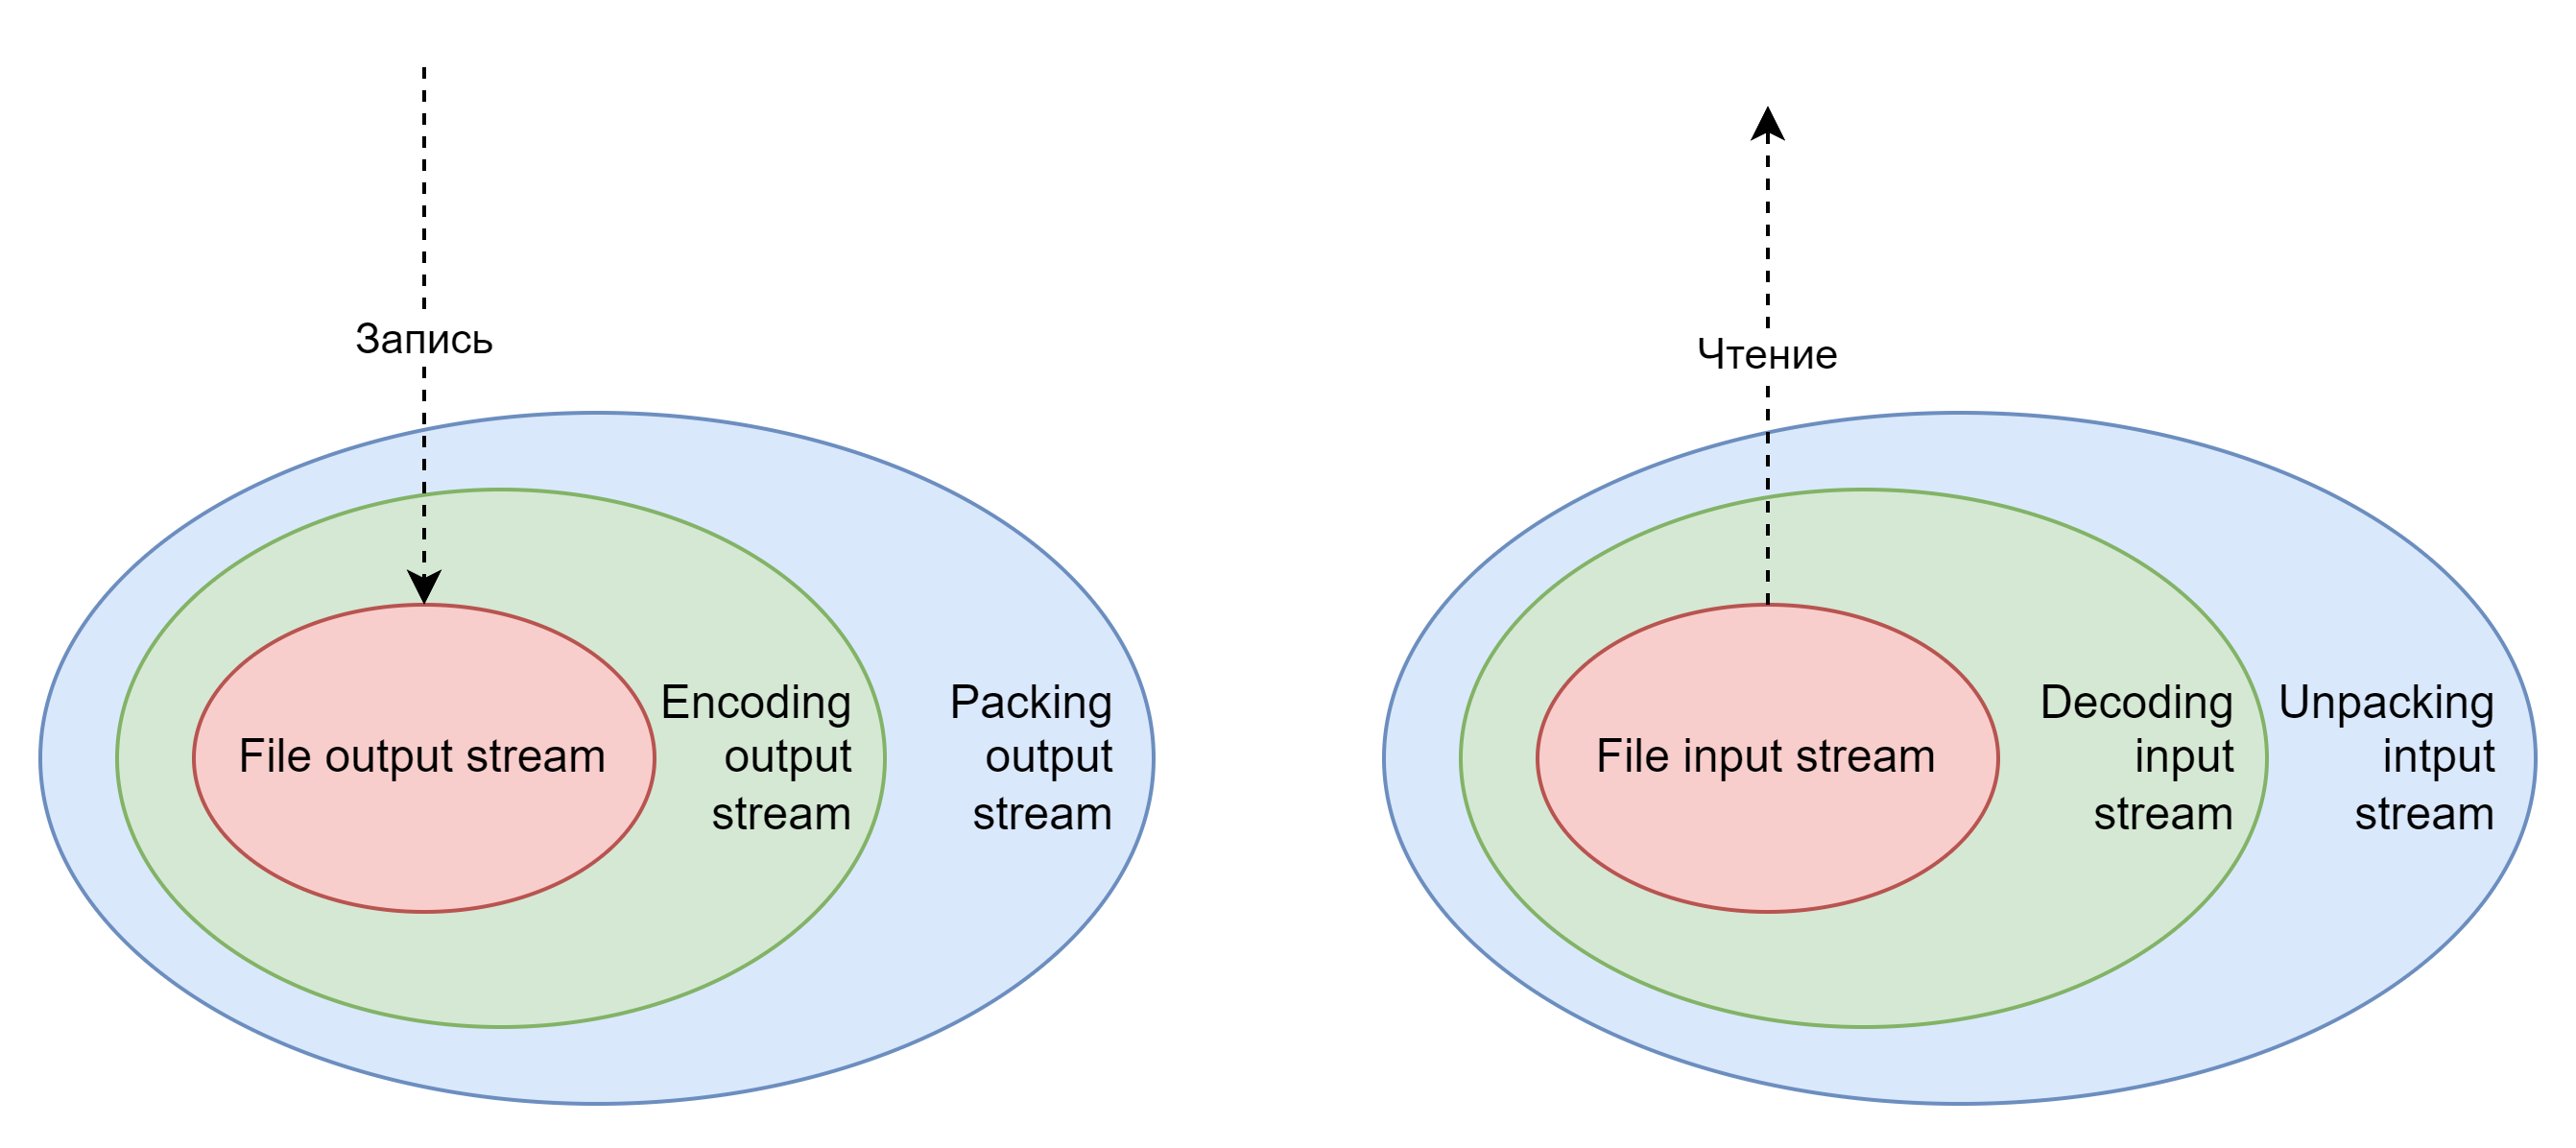 Запись
File output stream
Encoding
output
stream
Packing
output
stream
Чтение
File input stream
Decoding
input
stream
Unpacking
intput
stream